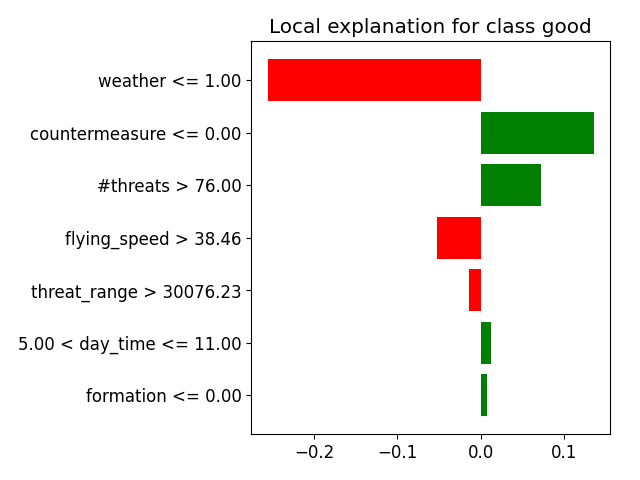 Local explanation for class good
weather <= 1.00
countermeasure <= 0.00
#threats > 76.00
flying_speed > 38.46
threat_range > 30076.23
5.00 < day_time <= 11.00
formation <= 0.00
−0.2 −0.1 0.0 0.1